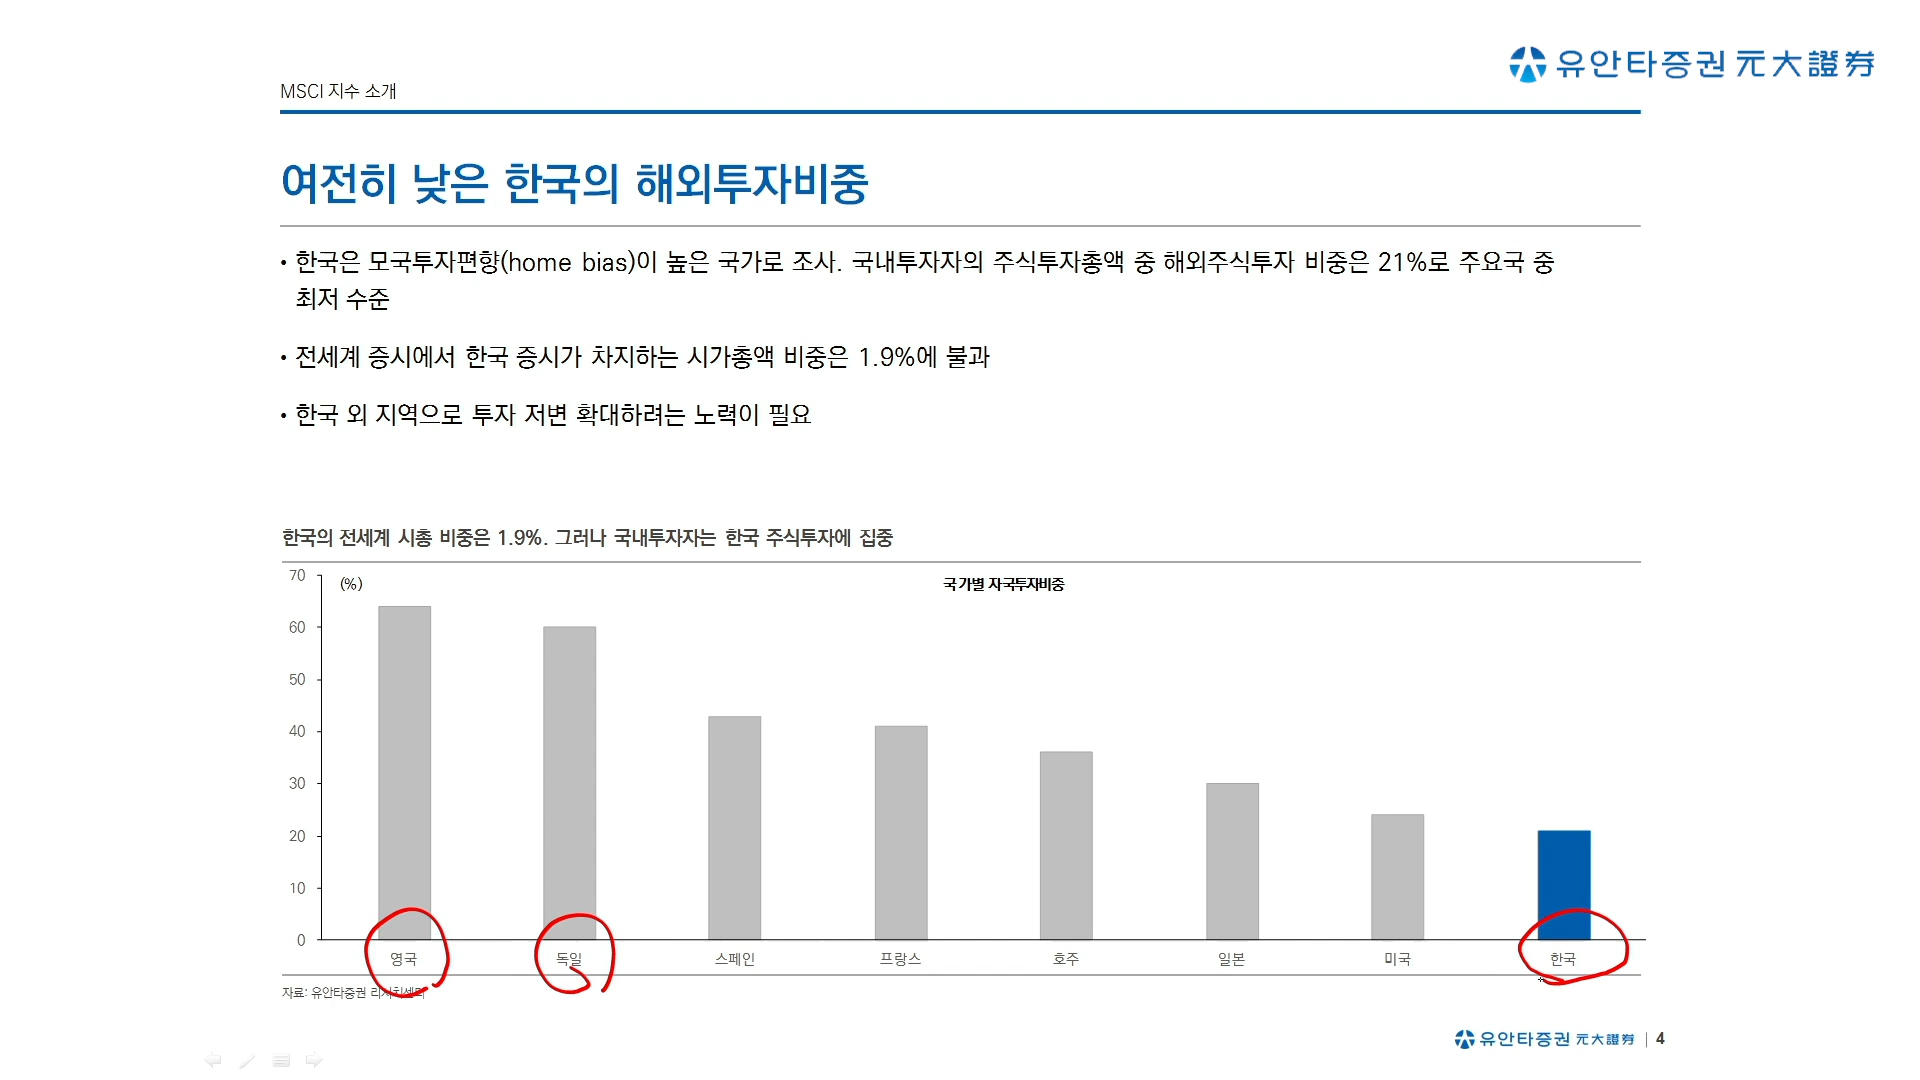 유안타증권 元大證券
MSCI 지수 소개
여전히 낮은 한국의 해외투자비중
• 한국은 모국투자편향(home bias)이 높은 국가로 조사. 국내투자자의 주식투자총액 중 해외주식투자 비중은 21%로 주요국 중
최저 수준
• 전세계 증시에서 한국 증시가 차지하는 시가총액 비중은 1.9%에 불과
• 한국 외 지역으로 투자 저변 확대하려는 노력이 필요
한국의 전세계 시총 비중은 1.9%. 그러나 국내투자자는 한국 주식투자에 집중
(%)
국가별 자국투자비중
70
60
50
40
30
20
10
0
영국 독일 스페인 프랑스 호주 일본 미국 한국
자료: 유안타증권 리서치센터
유안타증권 元大證券 | 4